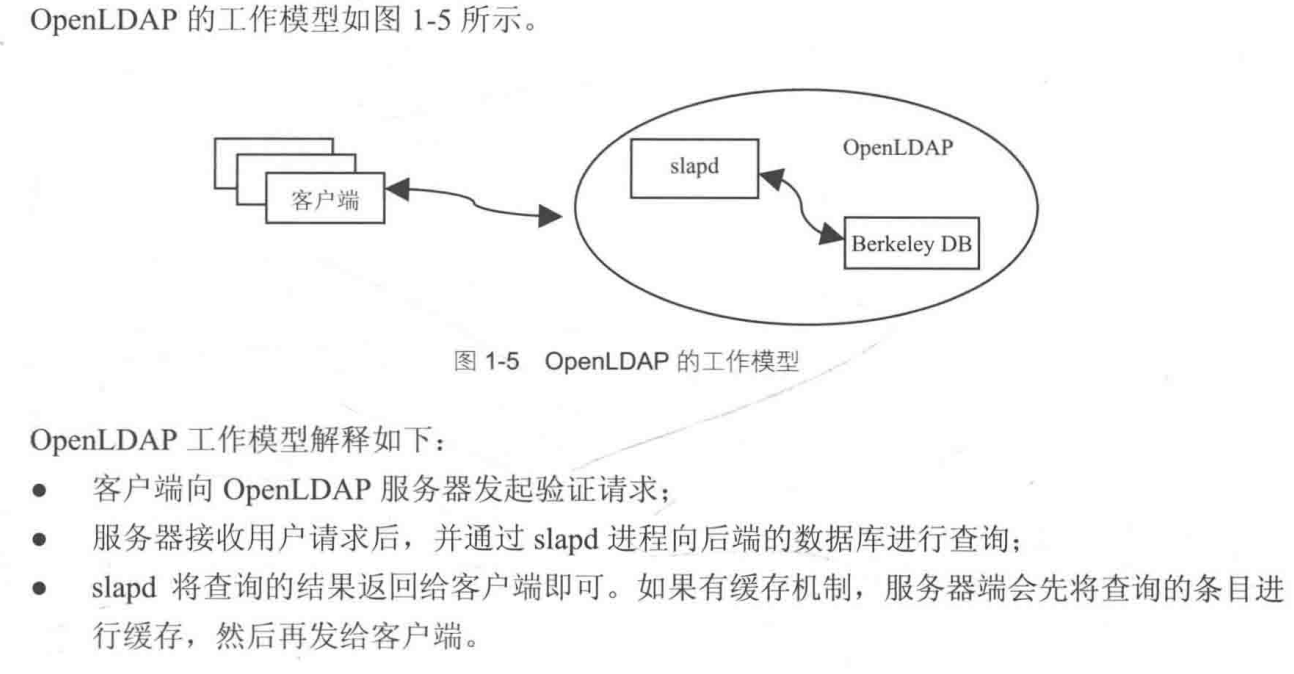 OpenLDAP 的工作模型如图 1-5 所示。
slapd
OpenLDAP
客户端
Berkeley DB
图 1-5 OpenLDAP 的工作模型
OpenLDAP 工作模型解释如下：
● 客户端向 OpenLDAP 服务器发起验证请求；
● 服务器接收用户请求后，并通过 slapd 进程向后端的数据库进行查询；
● slapd 将查询的结果返回给客户端即可。如果有缓存机制，服务器端会先将查询的条目进
行缓存，然后再发给客户端。